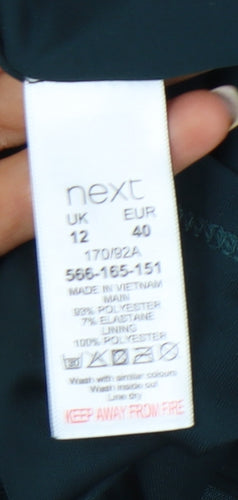 next
UK EUR
12 40
170/92A
566-165-151
MADE IN VIETNAM
MAIN
93% POLYESTER
7% ELASTANE
LINING
100% POLYESTER
Wash with similar colours
Wash inside out
Line dry
KEEP AWAY FROM FIRE